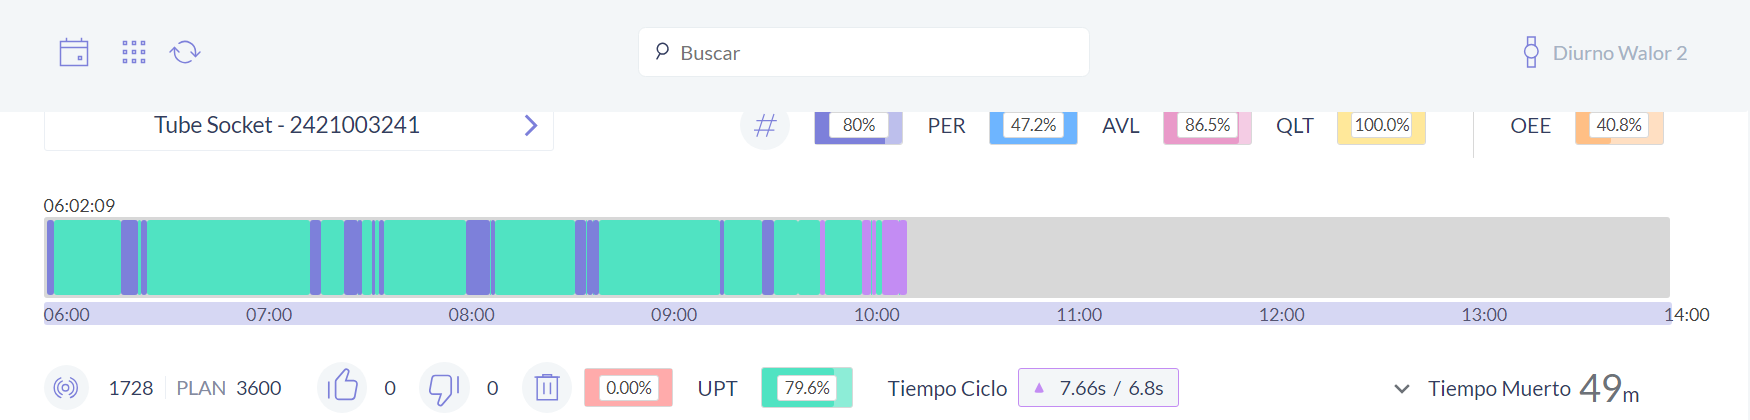 Buscar
Diurno Walor 2
Tube Socket - 2421003241
# 80% PER 47.2% AVL 86.5% QLT 100.0% OEE 40.8%
06:02:09
06:00 07:00 08:00 09:00 10:00 11:00 12:00 13:00 14:00
1728 PLAN 3600 0 0 0.00% UPT 79.6% Tiempo Ciclo 7.66s / 6.8s Tiempo Muerto 49m